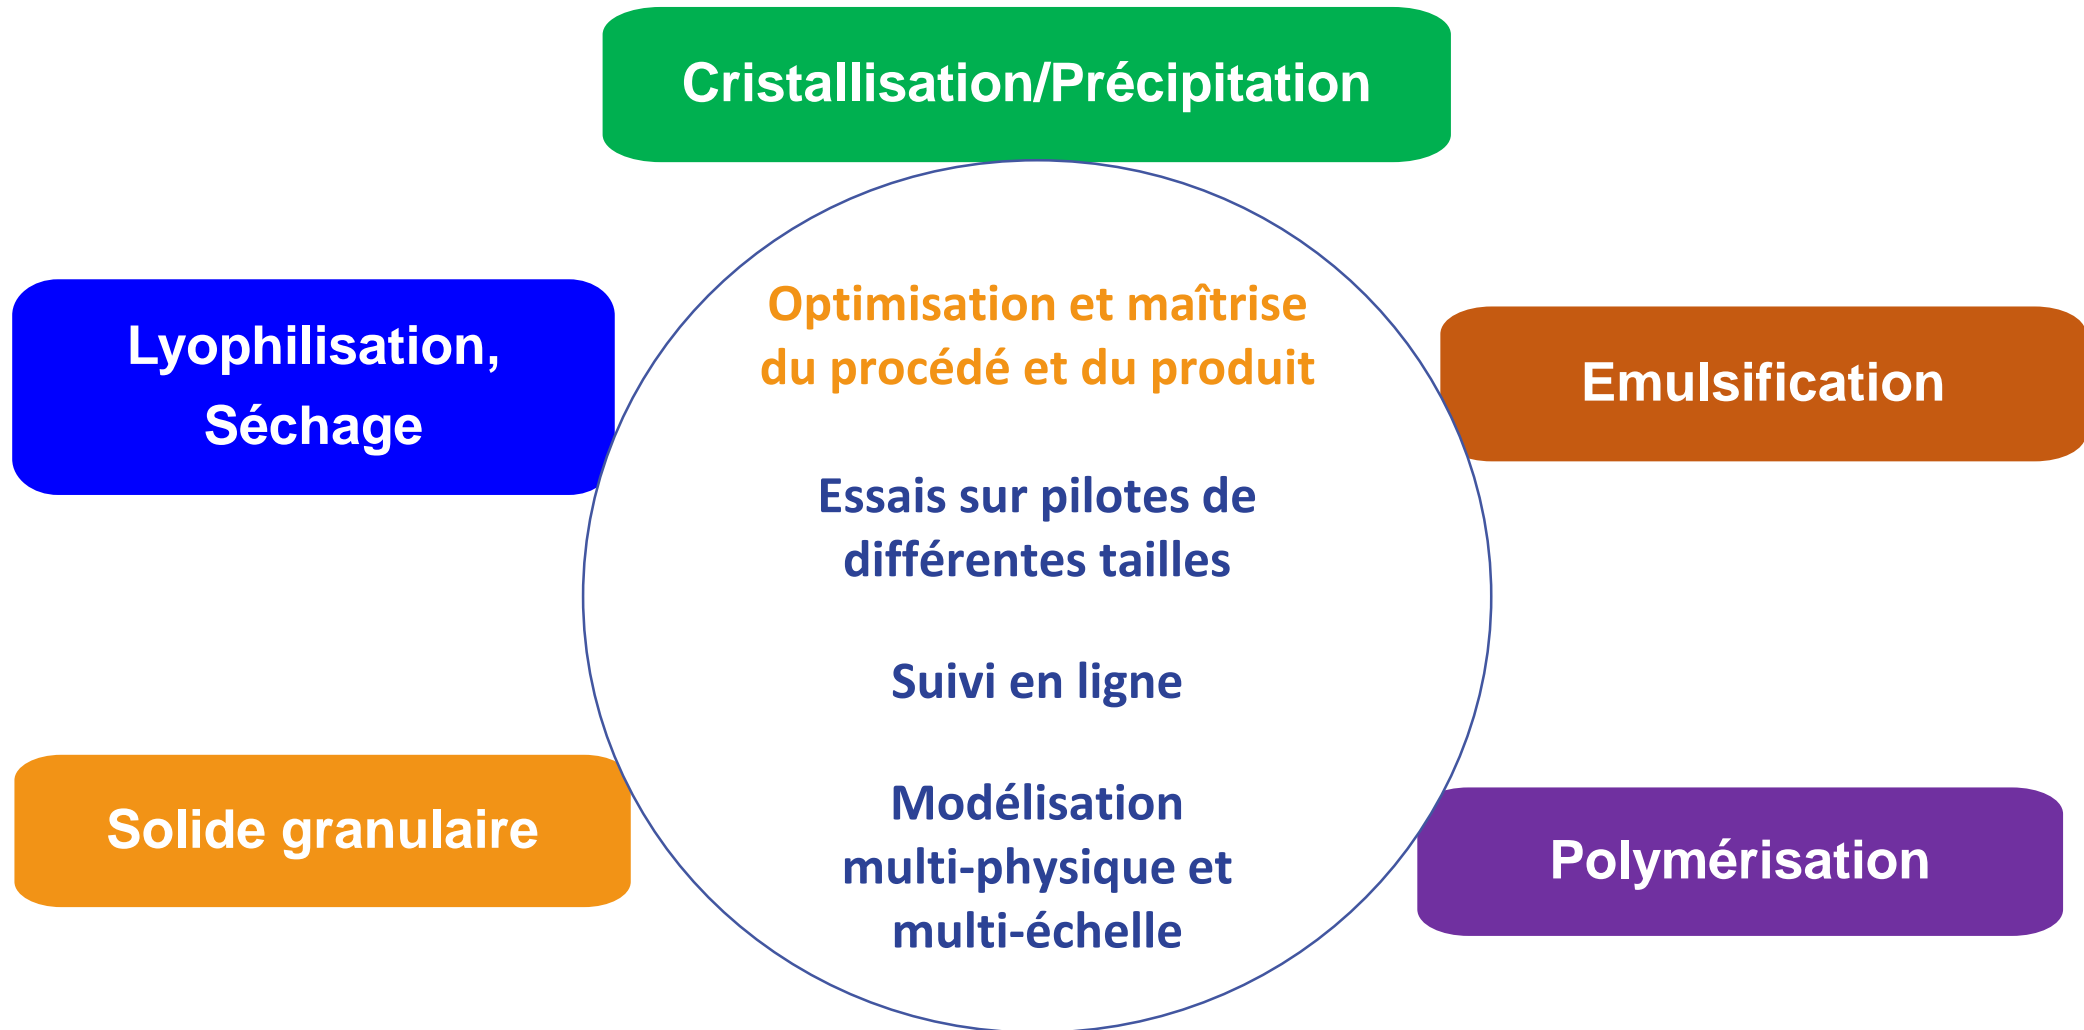 Cristallisation/Précipitation
Lyophilisation,
Séchage
Optimisation et maîtrise
du procédé et du produit
Emulsification
Essais sur pilotes de
différentes tailles
Suivi en ligne
Solide granulaire
Modélisation
multi-physique et
multi-échelle
Polymérisation